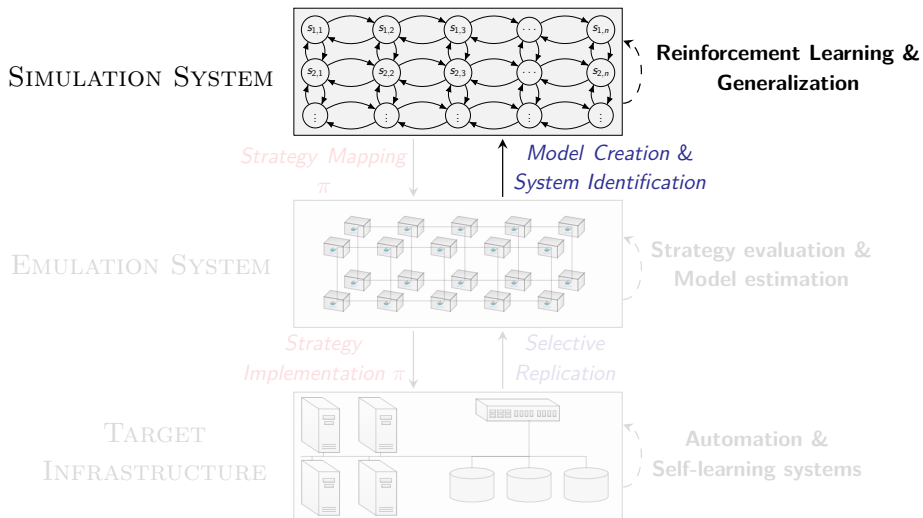 s1,1 s1,2 s1,3 ... s1,n
s2,1 s2,2 s2,3 ... s2,n
⋮ ⋮ ⋮ ⋮ ⋮
SIMULATION SYSTEM
Reinforcement Learning &
Generalization
Strategy Mapping
π
Model Creation &
System Identification
EMULATION SYSTEM
Strategy evaluation &
Model estimation
Strategy
Implementation π
Selective
Replication
TARGET
INFRASTRUCTURE
Automation &
Self-learning systems